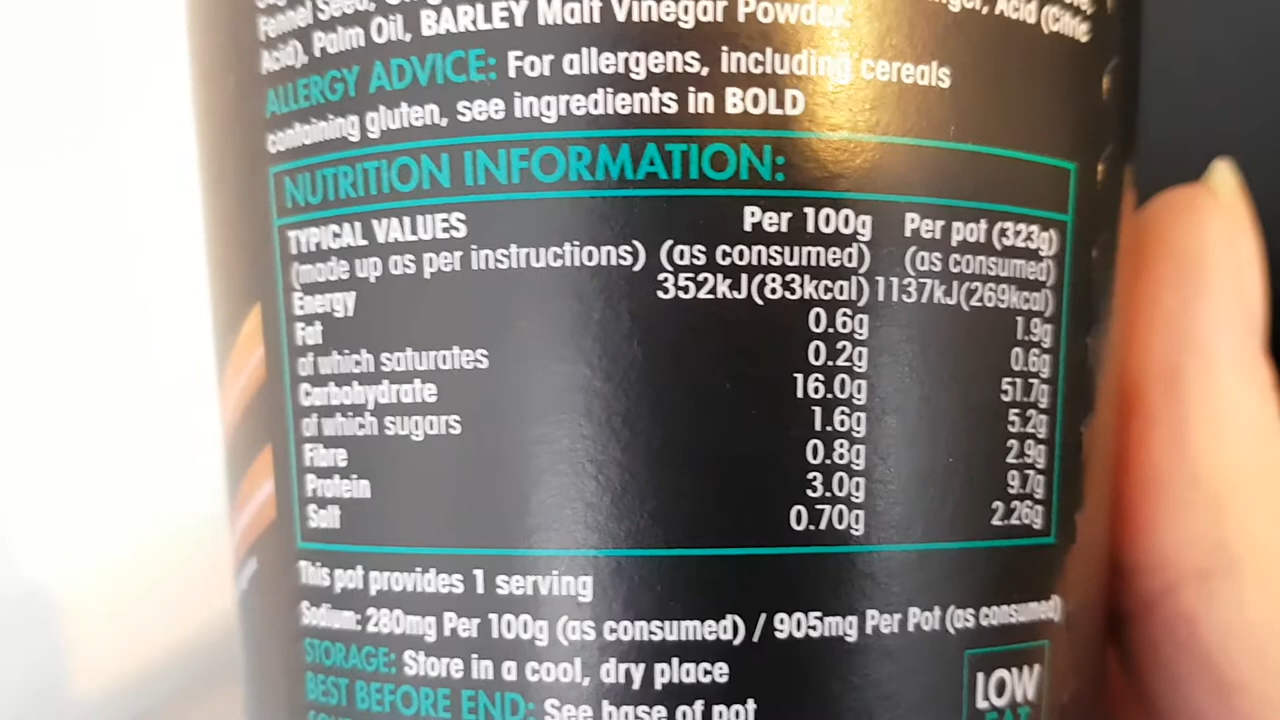 Fennel Seed,
Acid (Citric
Acid), Palm Oil, BARLEY Malt Vinegar Powder.
ALLERGY ADVICE: For allergens, including cereals
containing gluten, see ingredients in BOLD
NUTRITION INFORMATION:
TYPICAL VALUES Per 100g Per pot (323g)
(made up as per instructions) (as consumed) (as consumed)
Energy 352kJ(83kcal) 1137kJ(269kcal)
Fat 0.6g 1.9g
of which saturates 0.2g 0.6g
Carbohydrate 16.0g 51.7g
of which sugars 1.6g 5.2g
Fibre 0.8g 2.9g
Protein 3.0g 9.7g
Salt 0.70g 2.26g
This pot provides 1 serving
Sodium: 280mg Per 100g (as consumed) / 905mg Per Pot (as consumed)
STORAGE: Store in a cool, dry place
BEST BEFORE END: See base of pot
LOW
FAT